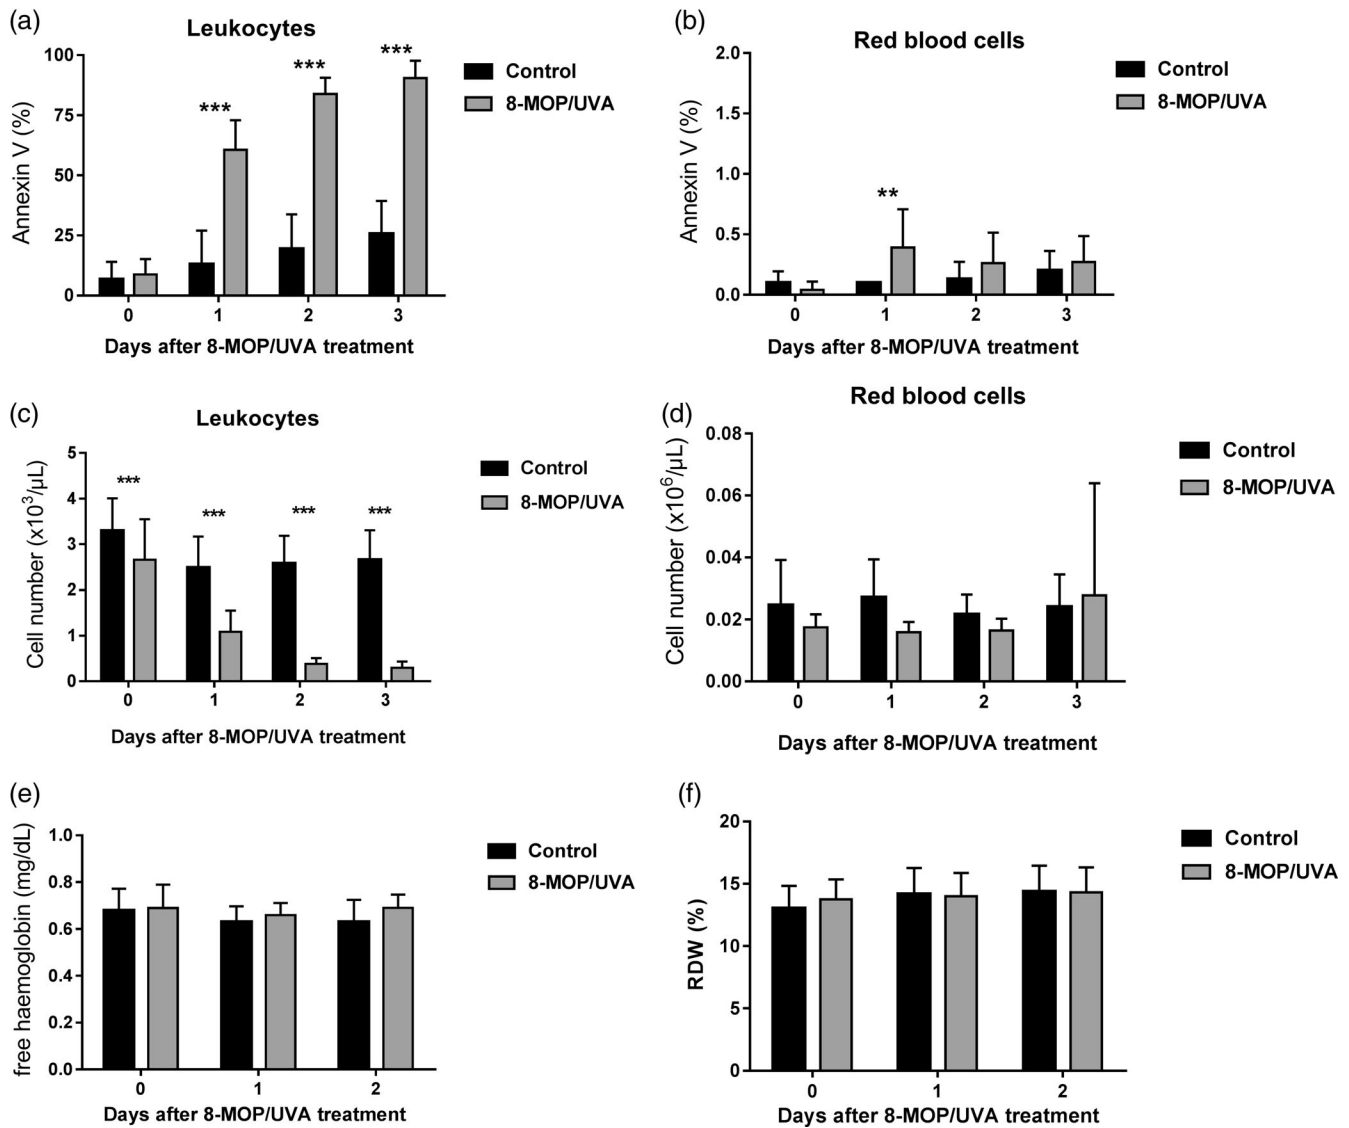 (a)
Leukocytes
Annexin V (%)
100
75
50
25
0
***
***
***
Control
8-MOP/UVA
0 1 2 3
Days after 8-MOP/UVA treatment
(b)
Red blood cells
Annexin V (%)
2.0
1.5
1.0
0.5
0.0
**
Control
8-MOP/UVA
0 1 2 3
Days after 8-MOP/UVA treatment
(c)
Leukocytes
Cell number (x10³/µL)
5
4
3
2
1
0
***
***
***
***
Control
8-MOP/UVA
0 1 2 3
Days after 8-MOP/UVA treatment
(d)
Red blood cells
Cell number (x10⁶/µL)
0.08
0.06
0.04
0.02
0.00
Control
8-MOP/UVA
0 1 2 3
Days after 8-MOP/UVA treatment
(e)
free haemoglobin (mg/dL)
1.0
0.8
0.6
0.4
0.2
0.0
Control
8-MOP/UVA
0 1 2
Days after 8-MOP/UVA treatment
(f)
RDW (%)
20
15
10
5
0
Control
8-MOP/UVA
0 1 2
Days after 8-MOP/UVA treatment